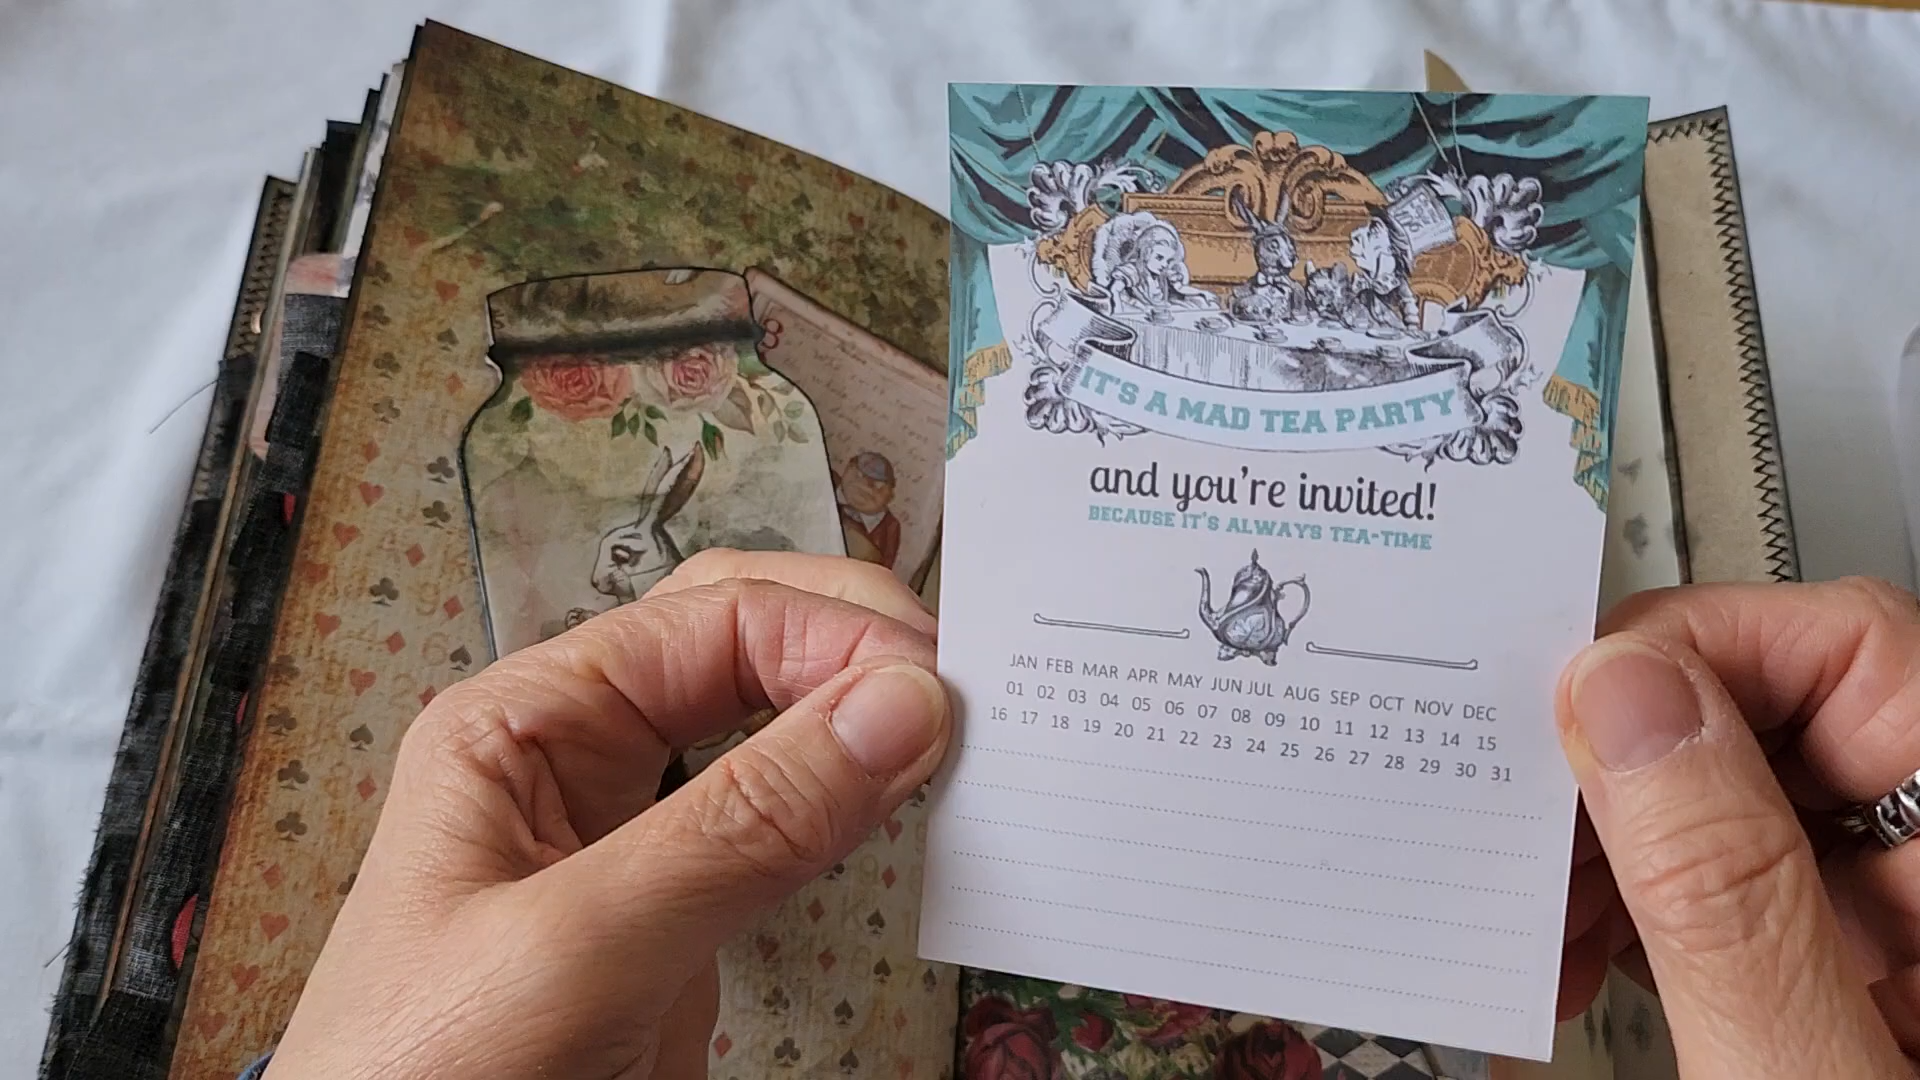 IT'S A MAD TEA PARTY
and you're invited!
BECAUSE IT'S ALWAYS TEA-TIME
JAN FEB MAR APR MAY JUN JUL AUG SEP OCT NOV DEC
01 02 03 04 05 06 07 08 09 10 11 12 13 14 15
16 17 18 19 20 21 22 23 24 25 26 27 28 29 30 31
8